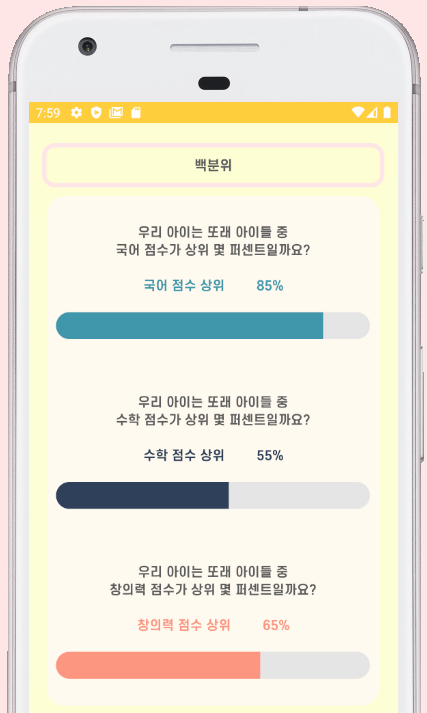 7:59
백분위
우리 아이는 또래 아이들 중
국어 점수가 상위 몇 퍼센트일까요?
국어 점수 상위 85%
우리 아이는 또래 아이들 중
수학 점수가 상위 몇 퍼센트일까요?
수학 점수 상위 55%
우리 아이는 또래 아이들 중
창의력 점수가 상위 몇 퍼센트일까요?
창의력 점수 상위 65%